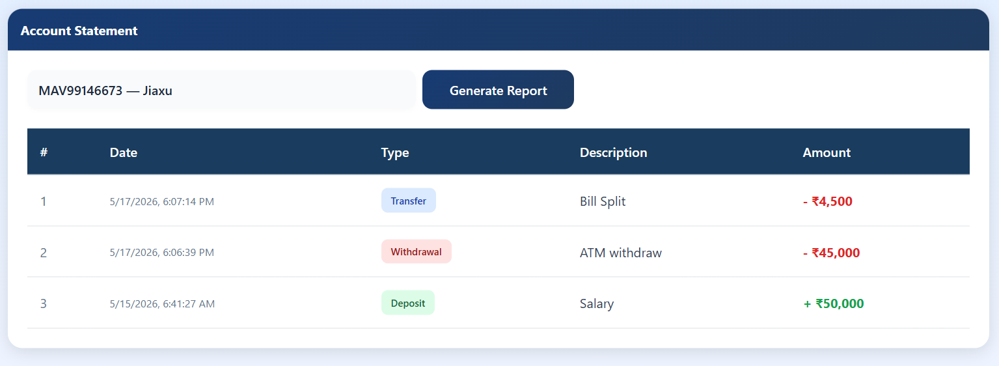 Account Statement
MAV99146673 — Jiaxu
Generate Report
# Date Type Description Amount
1 5/17/2026, 6:07:14 PM Transfer Bill Split - ₹4,500
2 5/17/2026, 6:06:39 PM Withdrawal ATM withdraw - ₹45,000
3 5/15/2026, 6:41:27 AM Deposit Salary + ₹50,000